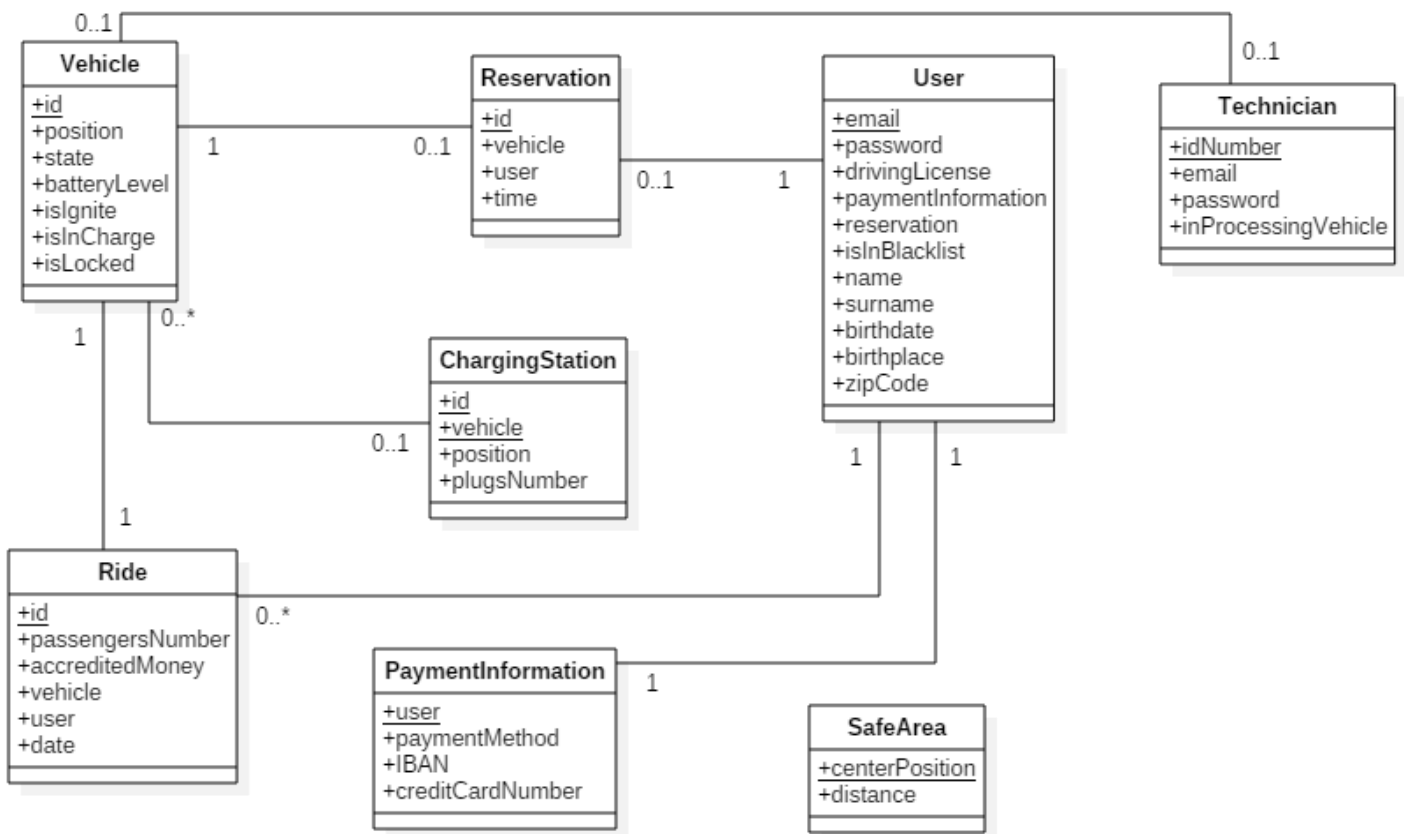 0..1
Vehicle
+id
+position
+state
+batteryLevel
+isIgnite
+isInCharge
+isLocked
1
0..1
Reservation
+id
+vehicle
+user
+time
0..1
1
User
+email
+password
+drivingLicense
+paymentInformation
+reservation
+isInBlacklist
+name
+surname
+birthdate
+birthplace
+zipCode
0..1
Technician
+idNumber
+email
+password
+inProcessingVehicle
1
0..*
ChargingStation
+id
+vehicle
+position
+plugsNumber
0..1
1
1
1
Ride
+id
+passengersNumber
+accreditedMoney
+vehicle
+user
+date
0..*
PaymentInformation
+user
+paymentMethod
+IBAN
+creditCardNumber
1
SafeArea
+centerPosition
+distance